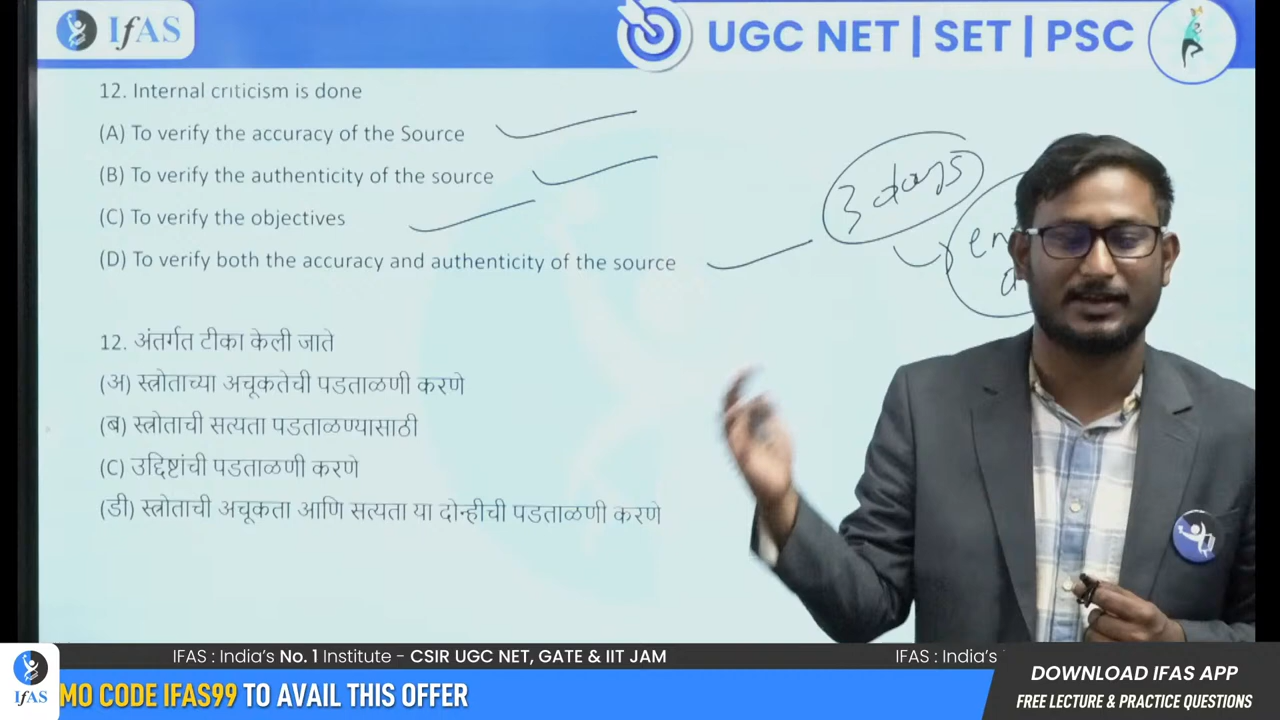 IfAS
UGC NET | SET | PSC
12. Internal criticism is done
(A) To verify the accuracy of the Source
(B) To verify the authenticity of the source
(C) To verify the objectives
(D) To verify both the accuracy and authenticity of the source
3 days
12. अंतर्गत टीका केली जाते
(अ) स्त्रोताच्या अचूकतेची पडताळणी करणे
(ब) स्त्रोताची सत्यता पडताळण्यासाठी
(C) उद्दिष्टांची पडताळणी करणे
(डी) स्त्रोताची अचूकता आणि सत्यता या दोन्हीची पडताळणी करणे
IFAS : India's No. 1 Institute - CSIR UGC NET, GATE & IIT JAM
IFAS : India's
IfAS
MO CODE IFAS99 TO AVAIL THIS OFFER
DOWNLOAD IFAS APP
FREE LECTURE & PRACTICE QUESTIONS